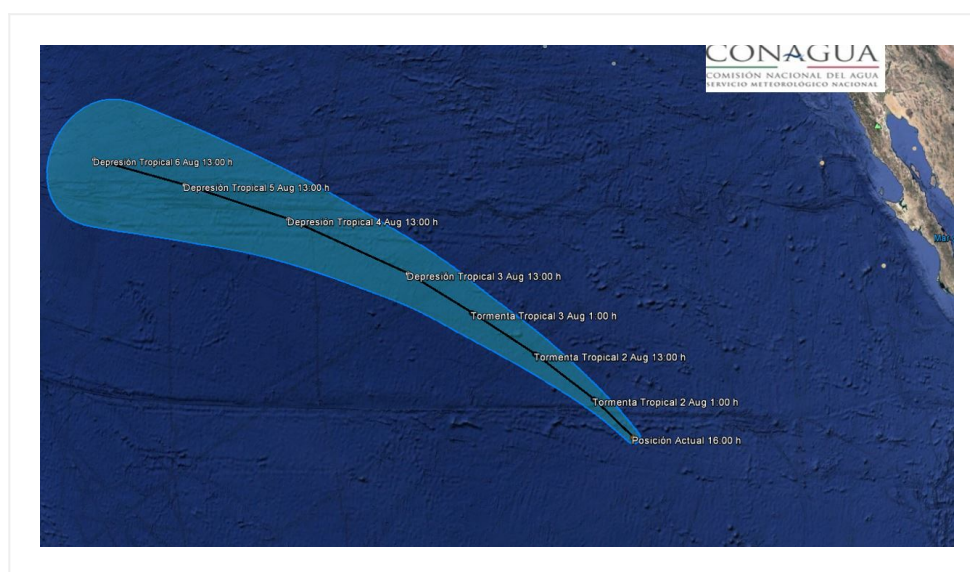 CONAGUA
COMISIÓN NACIONAL DEL AGUA
SERVICIO METEOROLÓGICO NACIONAL
Depresión Tropical 6 Aug 13:00 h
Depresión Tropical 5 Aug 13:00 h
Depresión Tropical 4 Aug 13:00 h
Depresión Tropical 3 Aug 13:00 h
Tormenta Tropical 3 Aug 1:00 h
Tormenta Tropical 2 Aug 13:00 h
Tormenta Tropical 2 Aug 1:00 h
Posición Actual 16:00 h